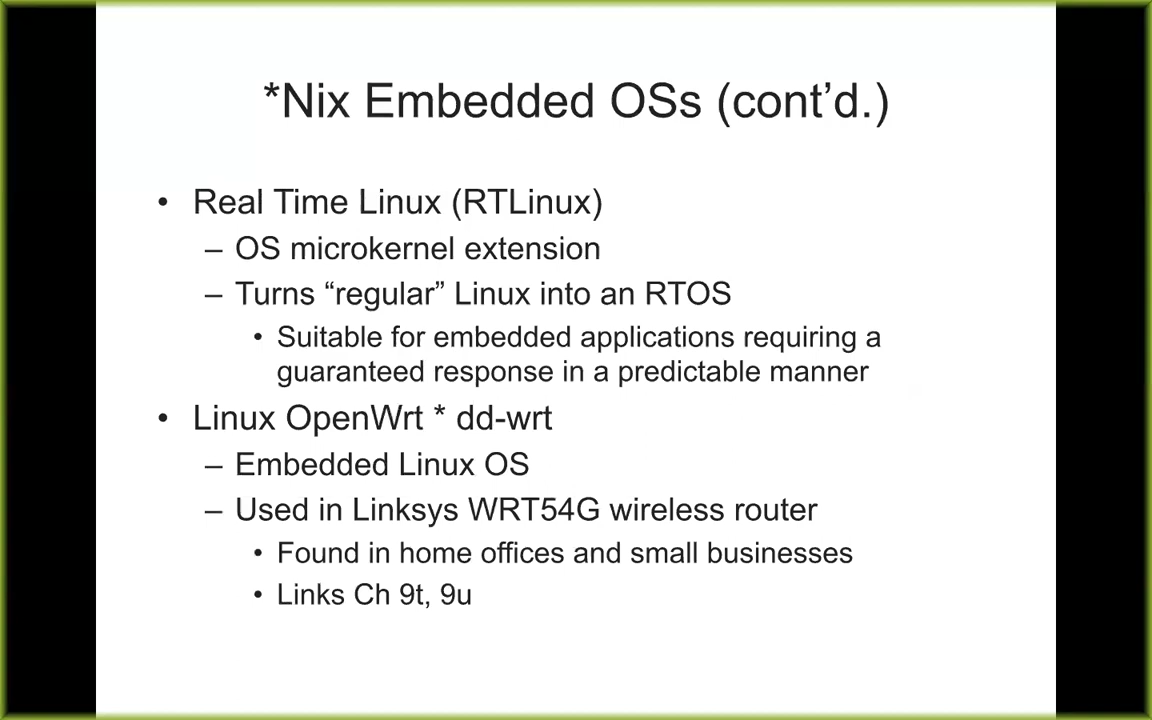 *Nix Embedded OSs (cont’d.)
• Real Time Linux (RTLinux)
– OS microkernel extension
– Turns “regular” Linux into an RTOS
• Suitable for embedded applications requiring a
guaranteed response in a predictable manner
• Linux OpenWrt * dd-wrt
– Embedded Linux OS
– Used in Linksys WRT54G wireless router
• Found in home offices and small businesses
• Links Ch 9t, 9u